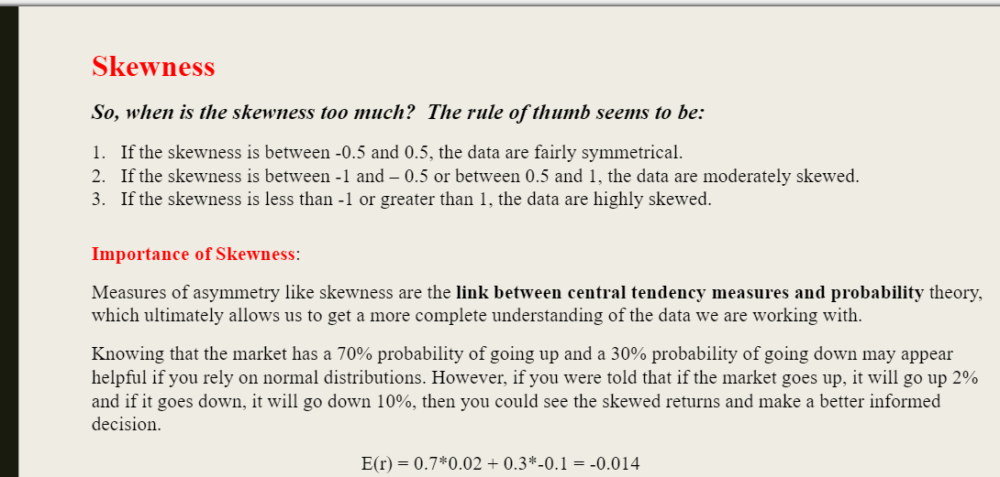 Skewness
So, when is the skewness too much? The rule of thumb seems to be:
1. If the skewness is between -0.5 and 0.5, the data are fairly symmetrical.
2. If the skewness is between -1 and – 0.5 or between 0.5 and 1, the data are moderately skewed.
3. If the skewness is less than -1 or greater than 1, the data are highly skewed.
Importance of Skewness:
Measures of asymmetry like skewness are the link between central tendency measures and probability theory,
which ultimately allows us to get a more complete understanding of the data we are working with.
Knowing that the market has a 70% probability of going up and a 30% probability of going down may appear
helpful if you rely on normal distributions. However, if you were told that if the market goes up, it will go up 2%
and if it goes down, it will go down 10%, then you could see the skewed returns and make a better informed
decision.
E(r) = 0.7*0.02 + 0.3*-0.1 = -0.014